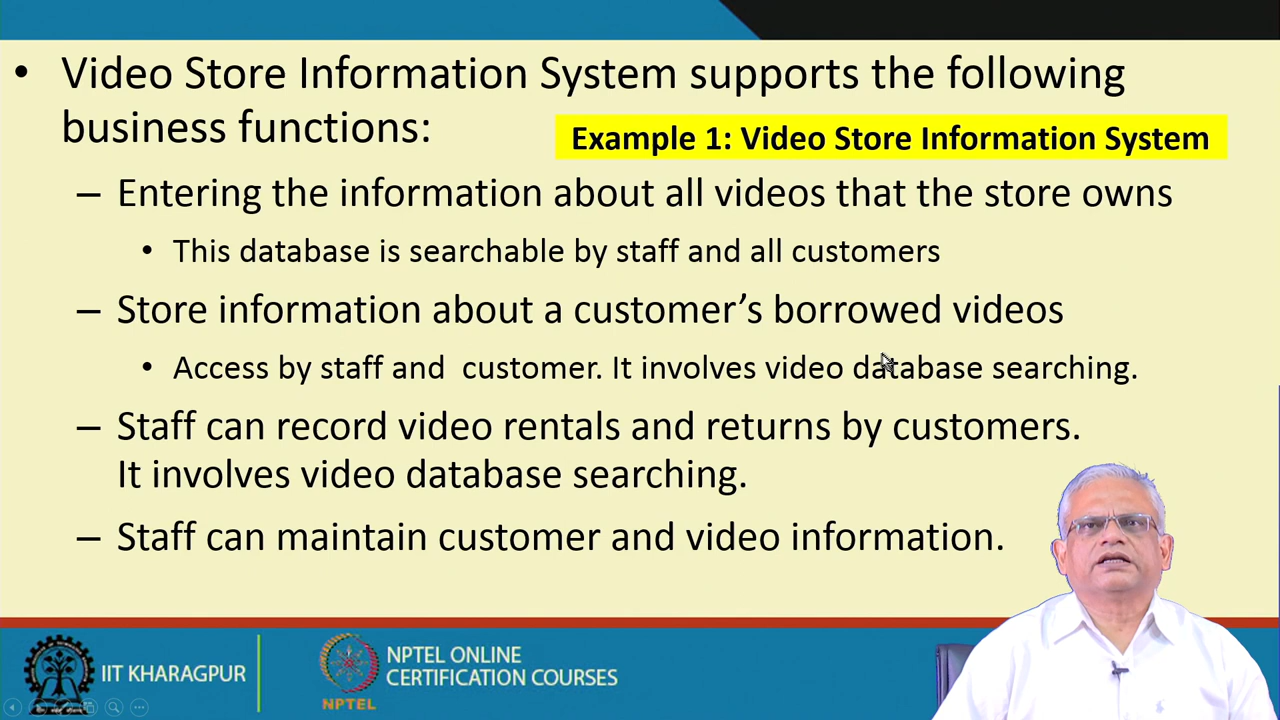 • Video Store Information System supports the following
business functions:
Example 1: Video Store Information System
– Entering the information about all videos that the store owns
• This database is searchable by staff and all customers
– Store information about a customer’s borrowed videos
• Access by staff and  customer. It involves video database searching.
– Staff can record video rentals and returns by customers.
It involves video database searching.
– Staff can maintain customer and video information.
IIT KHARAGPUR
NPTEL
NPTEL ONLINE
CERTIFICATION COURSES